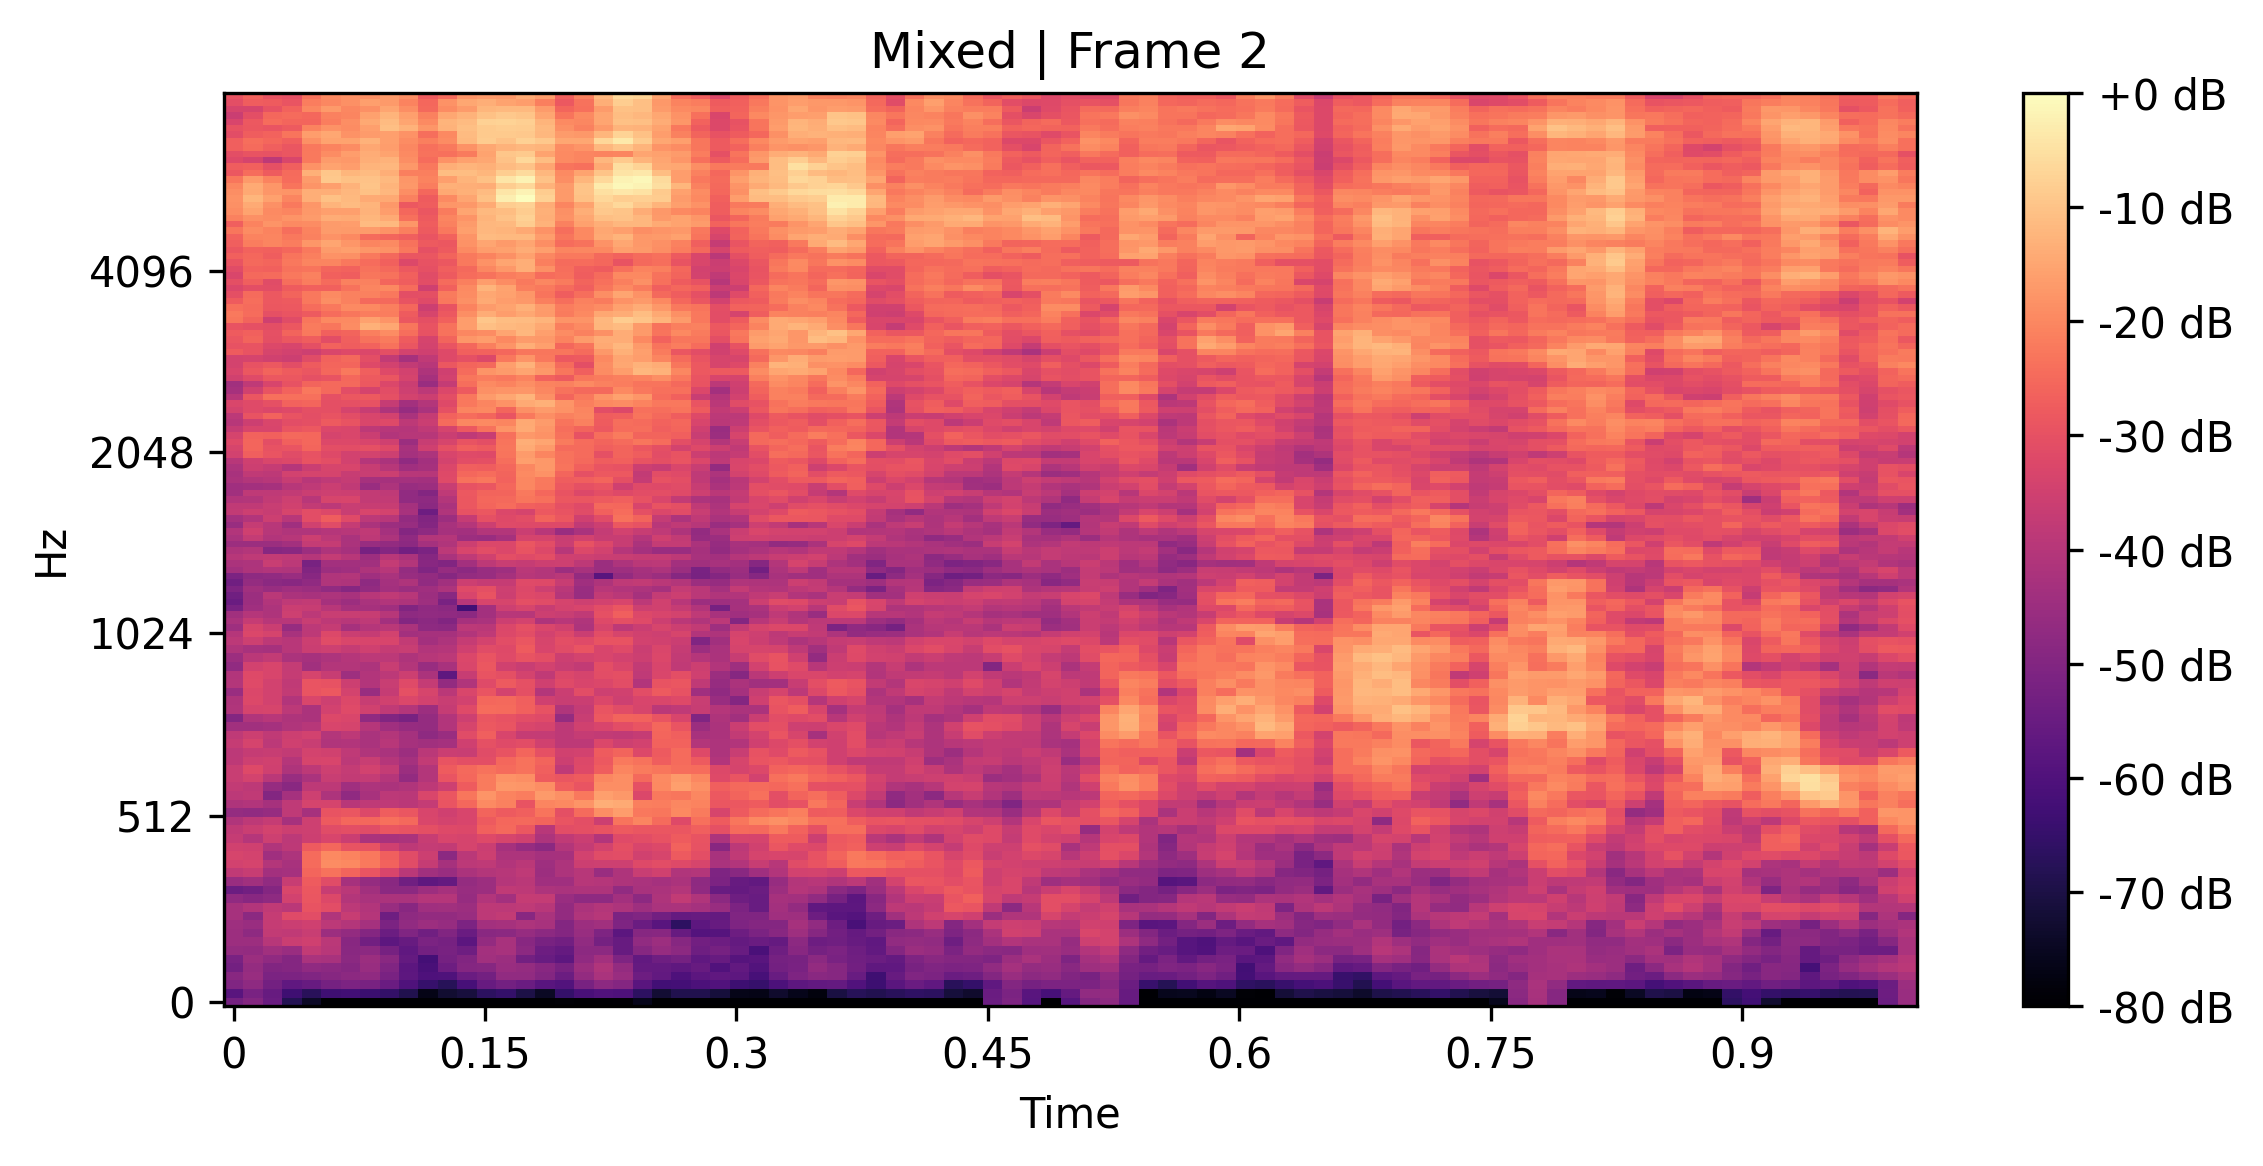 Mixed | Frame 2
Hz
4096
2048
1024
512
0
0 0.15 0.3 0.45 0.6 0.75 0.9
Time
+0 dB
-10 dB
-20 dB
-30 dB
-40 dB
-50 dB
-60 dB
-70 dB
-80 dB